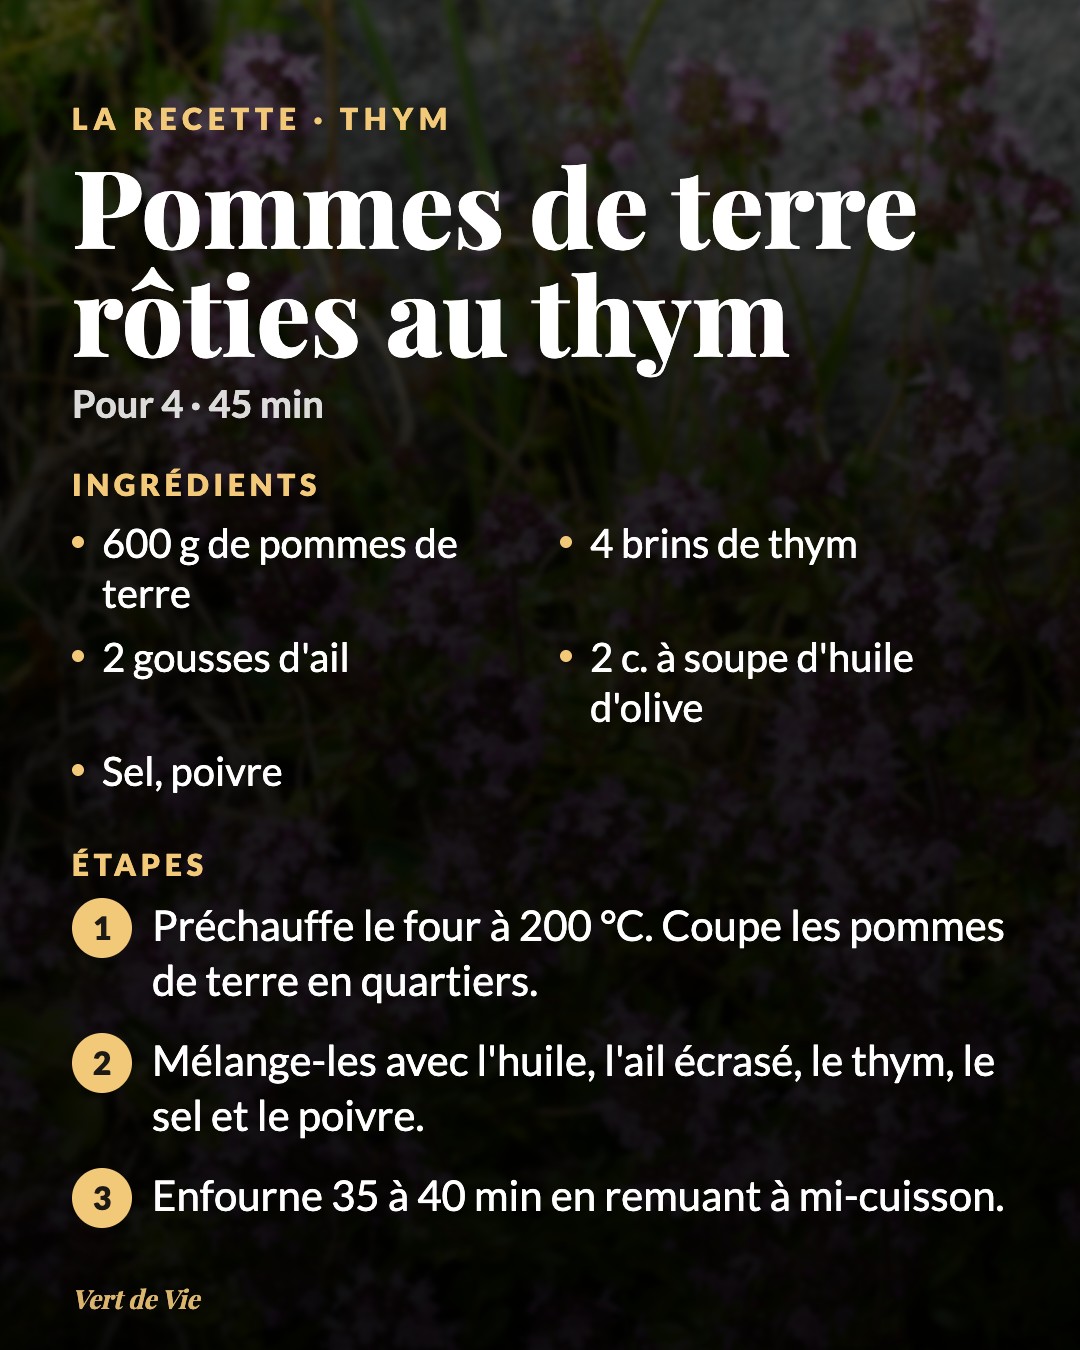 LA RECETTE · THYM
Pommes de terre
rôties au thym
Pour 4 · 45 min
INGRÉDIENTS
• 600 g de pommes de
terre
• 4 brins de thym
• 2 gousses d'ail
• 2 c. à soupe d'huile
d'olive
• Sel, poivre
ÉTAPES
1 Préchauffe le four à 200 °C. Coupe les pommes
de terre en quartiers.
2 Mélange-les avec l'huile, l'ail écrasé, le thym, le
sel et le poivre.
3 Enfourne 35 à 40 min en remuant à mi-cuisson.
Vert de Vie